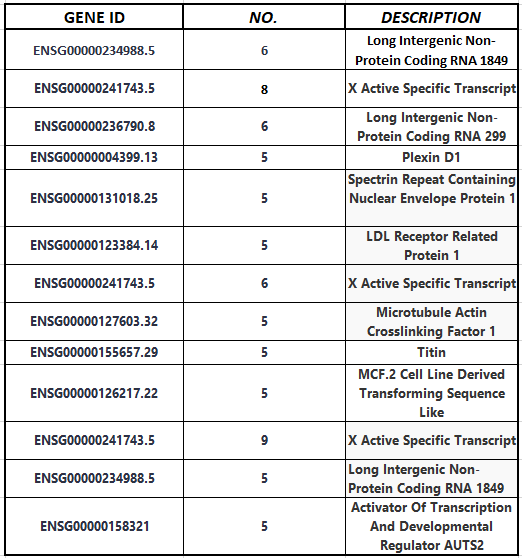 GENE ID NO. DESCRIPTION
ENSG00000234988.5 6 Long Intergenic Non-
Protein Coding RNA 1849
ENSG00000241743.5 8 X Active Specific Transcript
ENSG00000236790.8 6 Long Intergenic Non-
Protein Coding RNA 299
ENSG00000004399.13 5 Plexin D1
ENSG00000131018.25 5 Spectrin Repeat Containing
Nuclear Envelope Protein 1
ENSG00000123384.14 5 LDL Receptor Related
Protein 1
ENSG00000241743.5 6 X Active Specific Transcript
ENSG00000127603.32 5 Microtubule Actin
Crosslinking Factor 1
ENSG00000155657.29 5 Titin
ENSG00000126217.22 5 MCF.2 Cell Line Derived
Transforming Sequence
Like
ENSG00000241743.5 9 X Active Specific Transcript
ENSG00000234988.5 5 Long Intergenic Non-
Protein Coding RNA 1849
ENSG00000158321 5 Activator Of Transcription
And Developmental
Regulator AUTS2